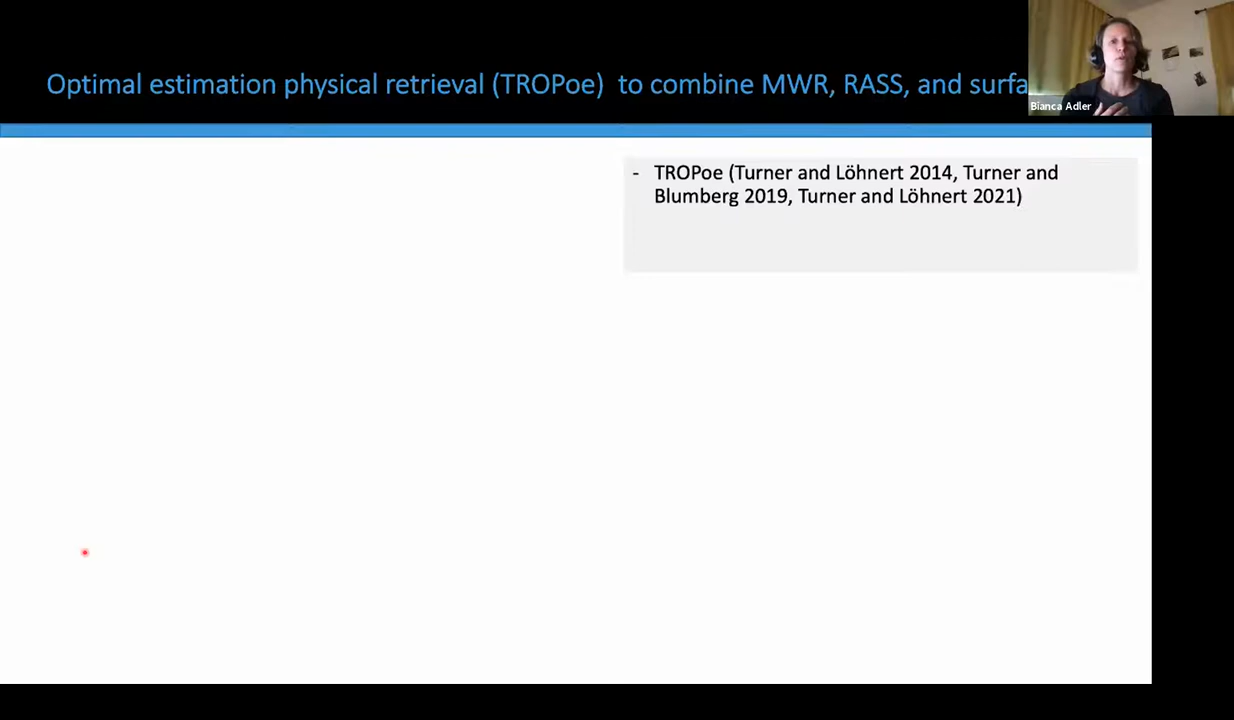 Optimal estimation physical retrieval (TROPoe) to combine MWR, RASS, and surfa
Bianca Adler
- TROPoe (Turner and Löhnert 2014, Turner and
Blumberg 2019, Turner and Löhnert 2021)